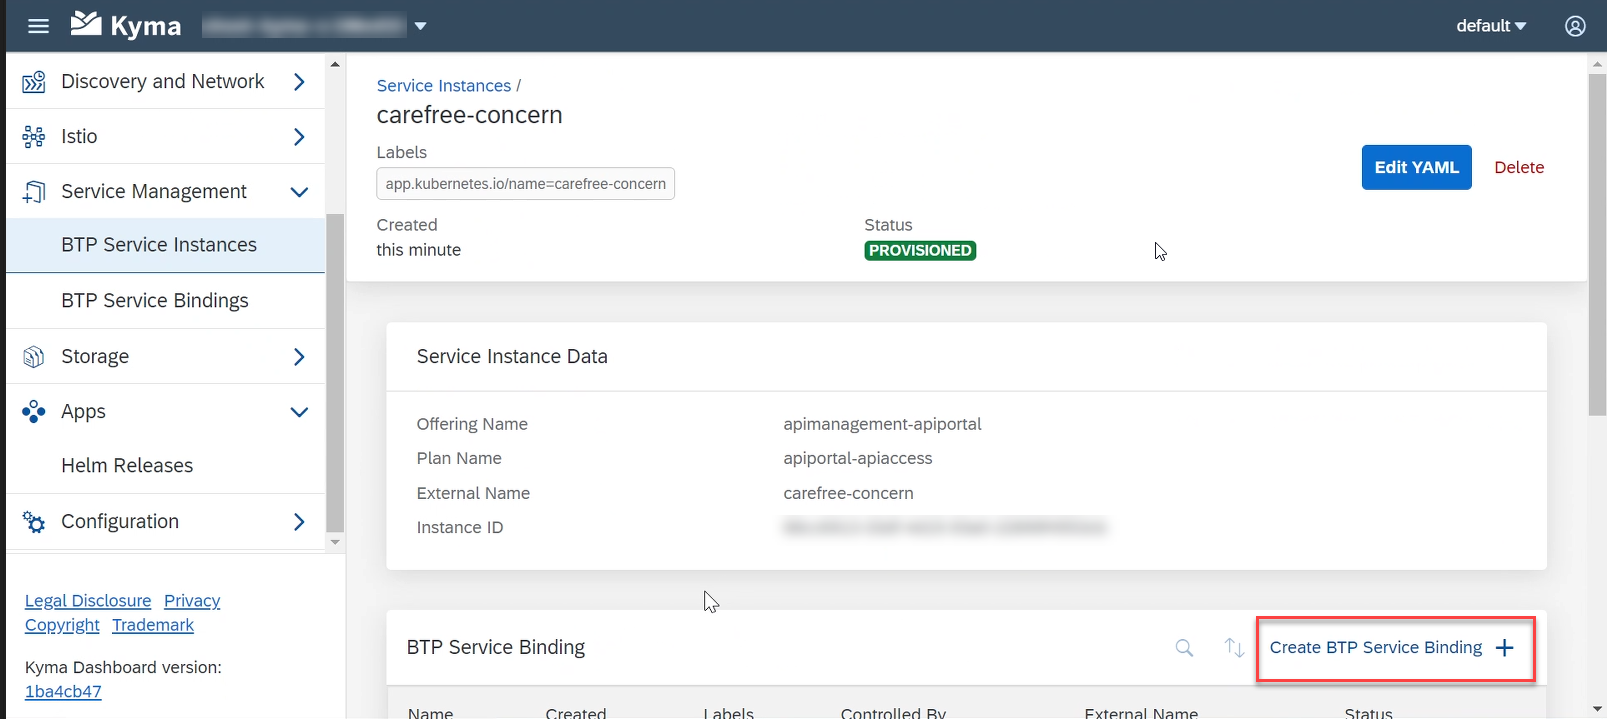 Kyma
default
Discovery and Network
Istio
Service Management
BTP Service Instances
BTP Service Bindings
Storage
Apps
Helm Releases
Configuration
Legal Disclosure Privacy
Copyright Trademark
Kyma Dashboard version:
1ba4cb47
Service Instances /
carefree-concern
Labels
app.kubernetes.io/name=carefree-concern
Edit YAML Delete
Created Status
this minute PROVISIONED
Service Instance Data
Offering Name apimanagement-apiportal
Plan Name apiportal-apiaccess
External Name carefree-concern
Instance ID
BTP Service Binding Create BTP Service Binding +
Name Created Labels Controlled By External Name Status